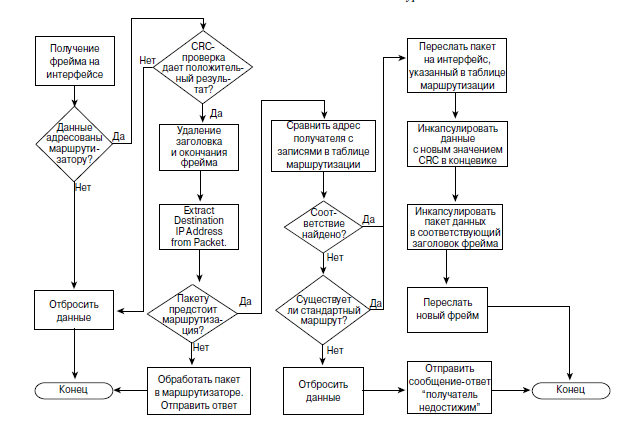 Получение
фрейма на
интерфейсе
Данные
адресованы
маршрути-
затору?
Да
Нет
Отбросить
данные
Конец
CRC-
проверка
дает положитель-
ный резуль-
тат?
Нет
Да
Удаление
заголовка
и окончания
фрейма
Extract
Destination
IP Address
from Packet.
Пакету
предстоит
маршрутиза-
ция?
Да
Нет
Обработать пакет
в маршрутизаторе.
Отправить ответ
Сравнить адрес
получателя с
записями в таблице
маршрутизации
Соот-
ветствие
найдено?
Да
Нет
Существует
ли стандартный
маршрут?
Да
Нет
Отбросить
данные
Переслать пакет
на интерфейс,
указанный в таблице
маршрутизации
Инкапсулировать
данные
с новым значением
CRC в концевике
Инкапсулировать
пакет данных
в соответствующий
заголовок фрейма
Переслать
новый фрейм
Отправить
сообщение-ответ
“получатель
недостижим”
Конец